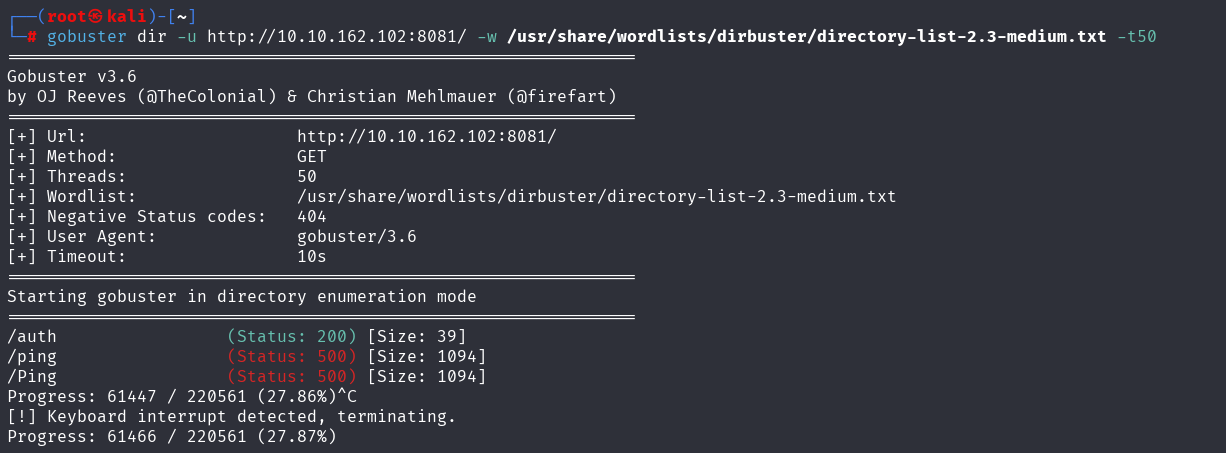 ┌──(root㉿kali)-[~]
└─# gobuster dir -u http://10.10.162.102:8081/ -w /usr/share/wordlists/dirbuster/directory-list-2.3-medium.txt -t50
===============================================================
Gobuster v3.6
by OJ Reeves (@TheColonial) & Christian Mehlmauer (@firefart)
===============================================================
[+] Url:                     http://10.10.162.102:8081/
[+] Method:                  GET
[+] Threads:                 50
[+] Wordlist:                /usr/share/wordlists/dirbuster/directory-list-2.3-medium.txt
[+] Negative Status codes:   404
[+] User Agent:              gobuster/3.6
[+] Timeout:                 10s
===============================================================
Starting gobuster in directory enumeration mode
===============================================================
/auth                 (Status: 200) [Size: 39]
/ping                 (Status: 500) [Size: 1094]
/Ping                 (Status: 500) [Size: 1094]
Progress: 61447 / 220561 (27.86%)^C
[!] Keyboard interrupt detected, terminating.
Progress: 61466 / 220561 (27.87%)